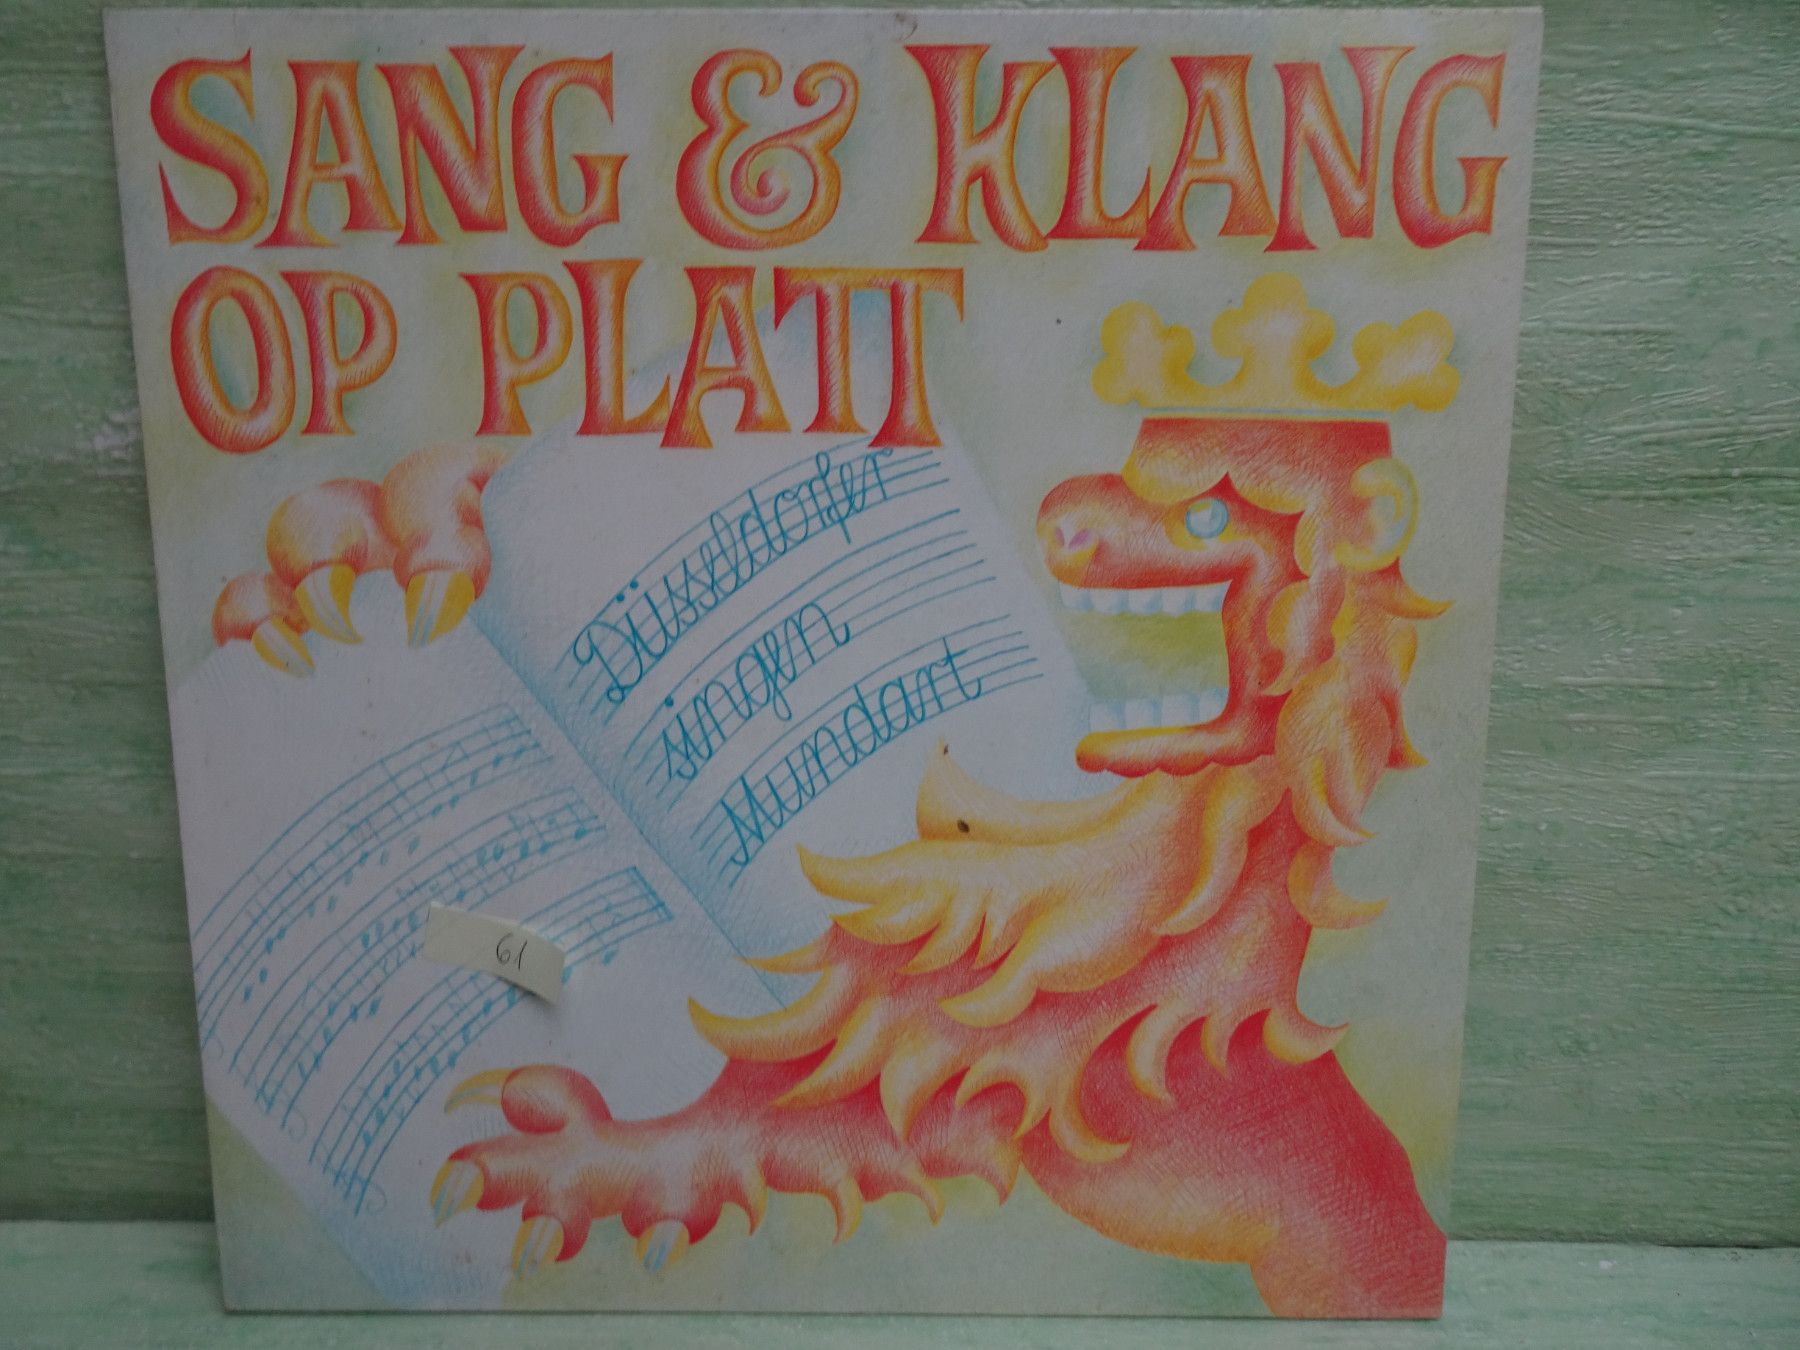 SANG & KLANG
OP PLATT
Düsseldorfer
singen
Mundart
61